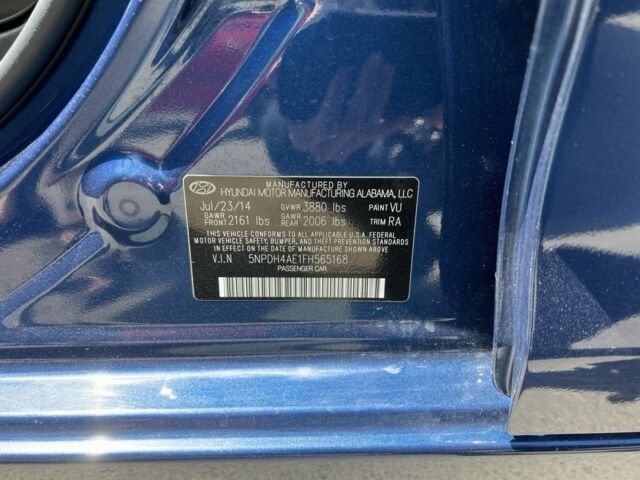 MANUFACTURED BY
HYUNDAI MOTOR MANUFACTURING ALABAMA, LLC
Jul/23/14 GVWR 3880 lbs PAINT VU
GAWR FRONT 2161 lbs GAWR REAR 2006 lbs TRIM RA
THIS VEHICLE CONFORMS TO ALL APPLICABLE U.S.A. FEDERAL
MOTOR VEHICLE SAFETY, BUMPER, AND THEFT PREVENTION STANDARDS
IN EFFECT ON THE DATE OF MANUFACTURE SHOWN ABOVE
V.I.N 5NPDH4AE1FH565168
PASSENGER CAR